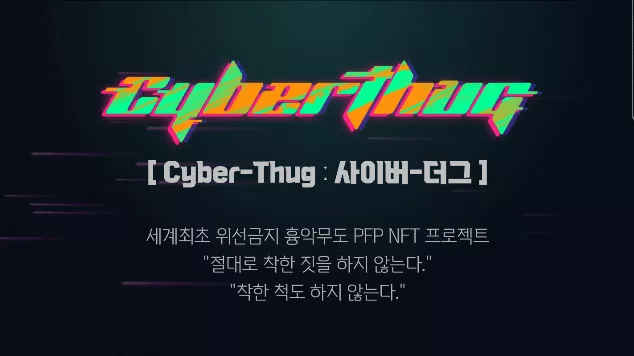 CyberThug
[ Cyber-Thug : 사이버-더그 ]
세계최초 위선금지 흉악무도 PFP NFT 프로젝트
"절대로 착한 짓을 하지 않는다."
"착한 척도 하지 않는다."